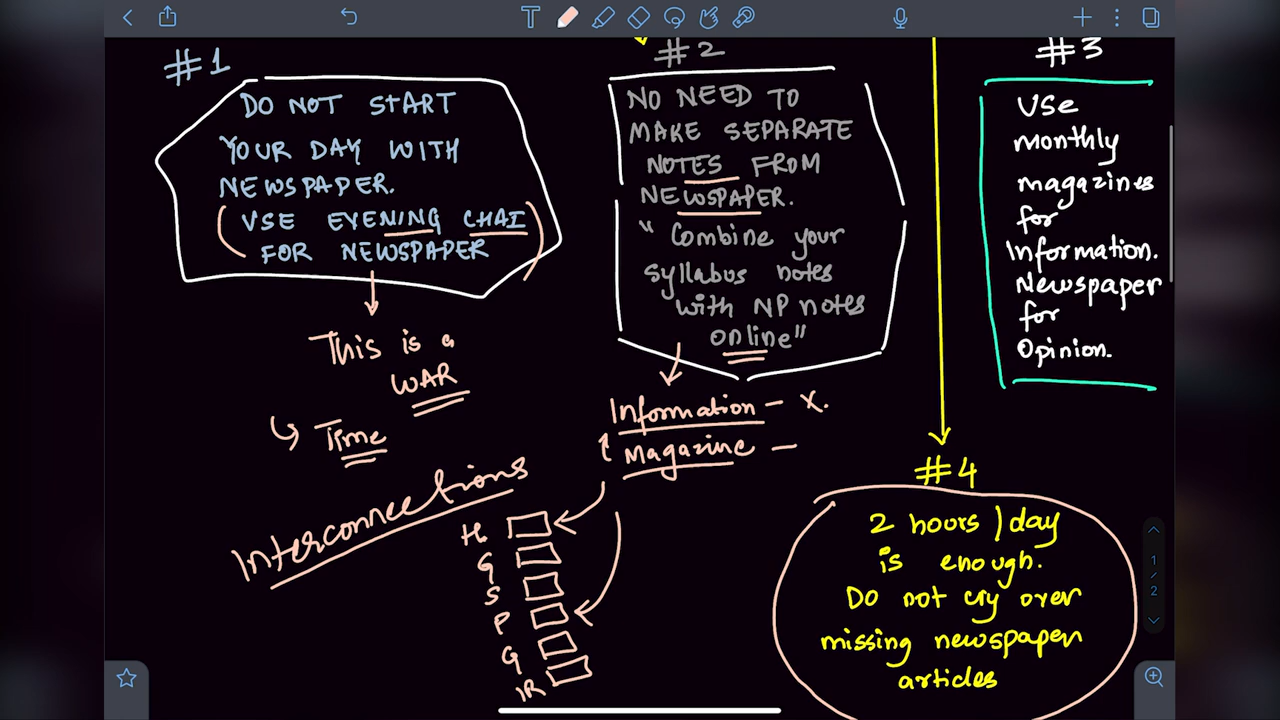 #1
DO NOT START
YOUR DAY WITH
NEWSPAPER.
(USE EVENING CHAI
FOR NEWSPAPER)
This is a
WAR
Time
Interconnections
#2
NO NEED TO
MAKE SEPARATE
NOTES FROM
NEWSPAPER.
"Combine your
syllabus notes
with NP notes
online"
Information - x.
Magazine -
H
G
S
P
G
IR
#3
Use
monthly
magazines
for
Information.
Newspaper
for
Opinion.
#4
2 hours/day
is enough.
Do not cry over
missing newspaper
articles
1/2